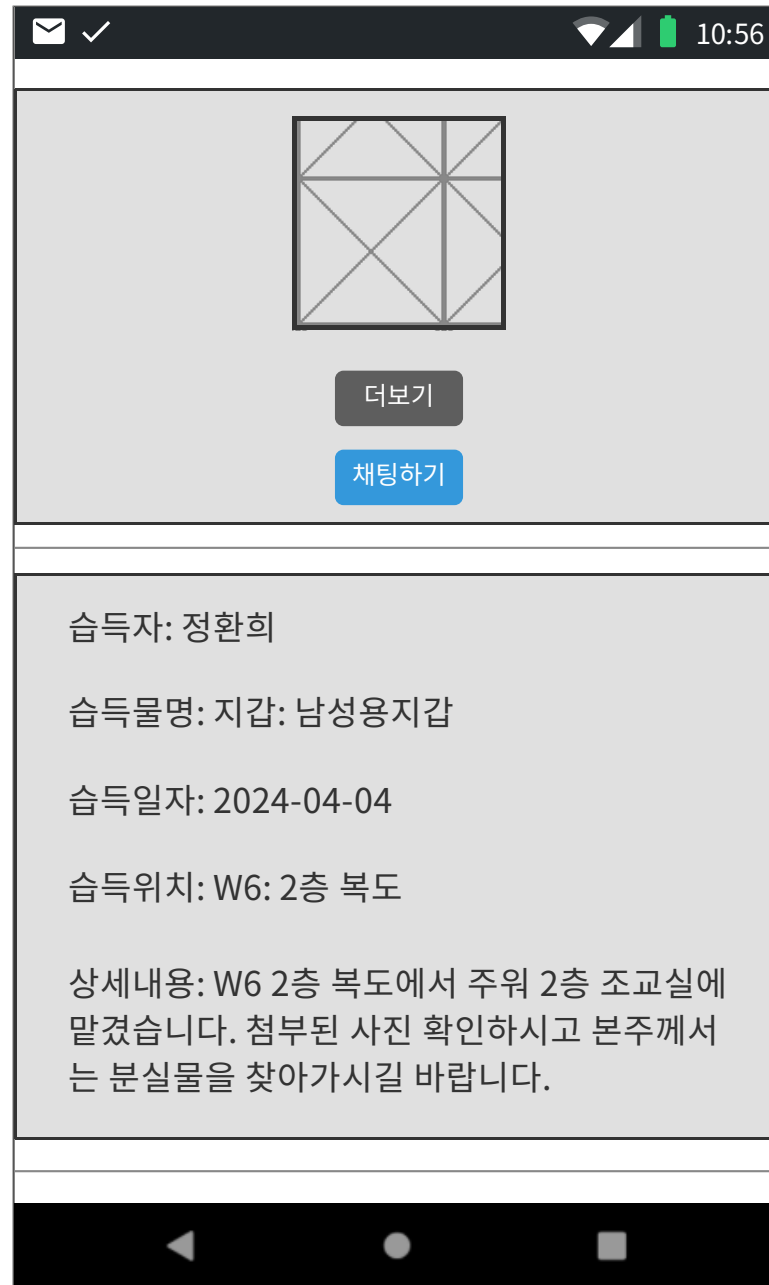 10:56
더보기
채팅하기
습득자: 정환희
습득물명: 지갑: 남성용지갑
습득일자: 2024-04-04
습득위치: W6: 2층 복도
상세내용: W6 2층 복도에서 주워 2층 조교실에
맡겼습니다. 첨부된 사진 확인하시고 본주께서
는 분실물을 찾아가시길 바랍니다.